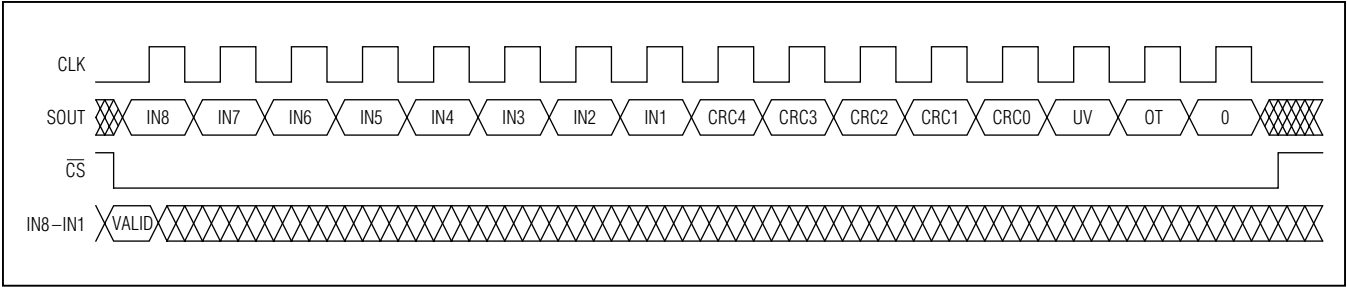 CLK
SOUT IN8 IN7 IN6 IN5 IN4 IN3 IN2 IN1 CRC4 CRC3 CRC2 CRC1 CRC0 UV OT 0
CS
IN8–IN1 VALID